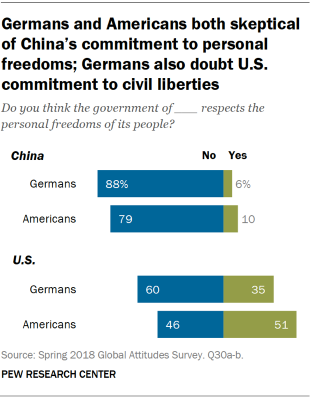 Germans and Americans both skeptical
of China's commitment to personal
freedoms; Germans also doubt U.S.
commitment to civil liberties
Do you think the government of ____ respects the
personal freedoms of its people?
China No Yes
Germans 88% 6%
Americans 79 10
U.S.
Germans 60 35
Americans 46 51
Source: Spring 2018 Global Attitudes Survey. Q30a-b.
PEW RESEARCH CENTER